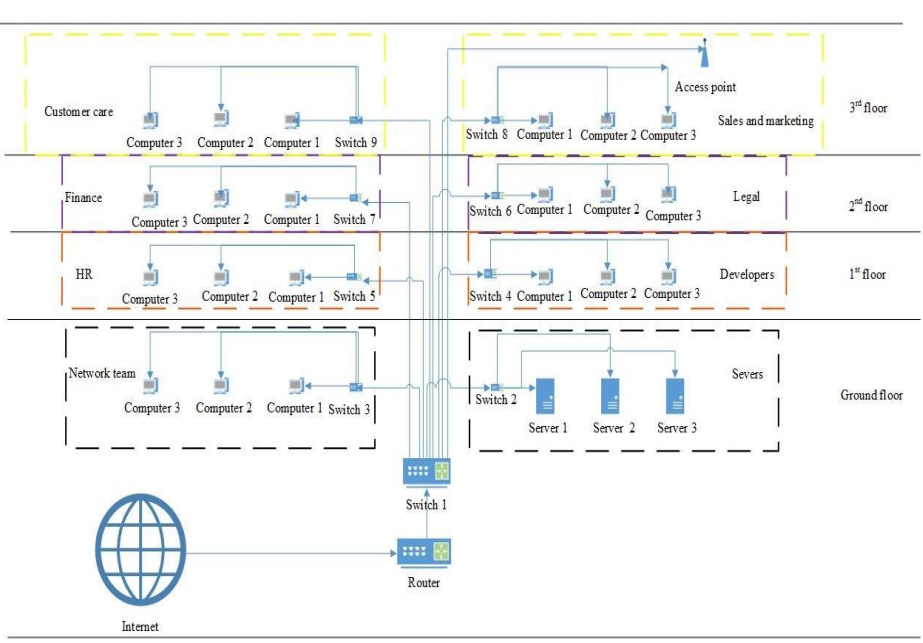 Access point
Customer care
3rd floor
Sales and marketing
Computer 3
Computer 2
Computer 1
Switch 9
Switch 8
Computer 1
Computer 2
Computer 3
Finance
Legal
2nd floor
Computer 3
Computer 2
Computer 1
Switch 7
Switch 6
Computer 1
Computer 2
Computer 3
HR
Developers
1st floor
Computer 3
Computer 2
Computer 1
Switch 5
Switch 4
Computer 1
Computer 2
Computer 3
Network team
Severs
Ground floor
Computer 3
Computer 2
Computer 1
Switch 3
Switch 2
Server 1
Server 2
Server 3
Switch 1
Router
Internet